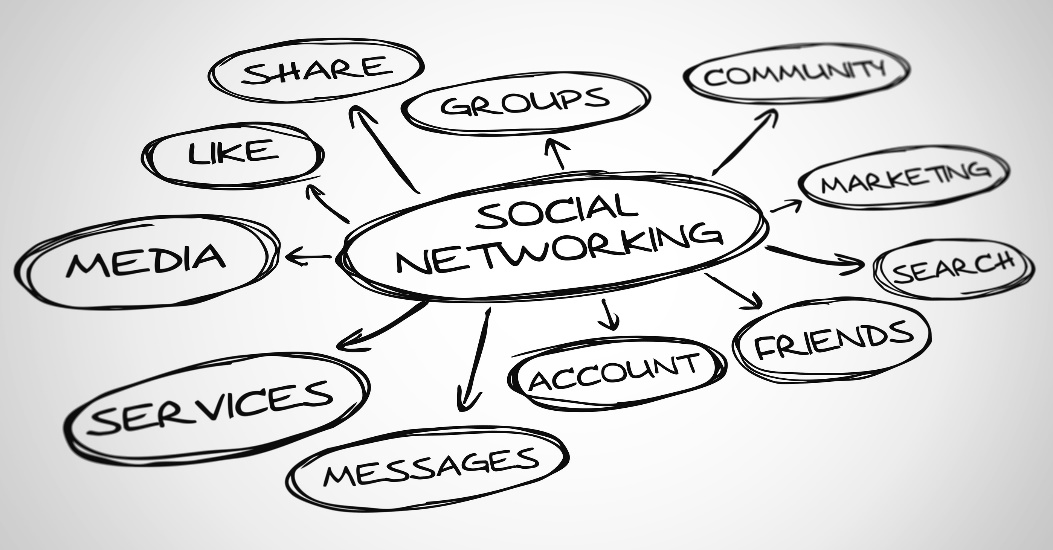 SHARE
GROUPS
COMMUNITY
LIKE
MARKETING
SOCIAL
NETWORKING
MEDIA
SEARCH
FRIENDS
ACCOUNT
SERVICES
MESSAGES